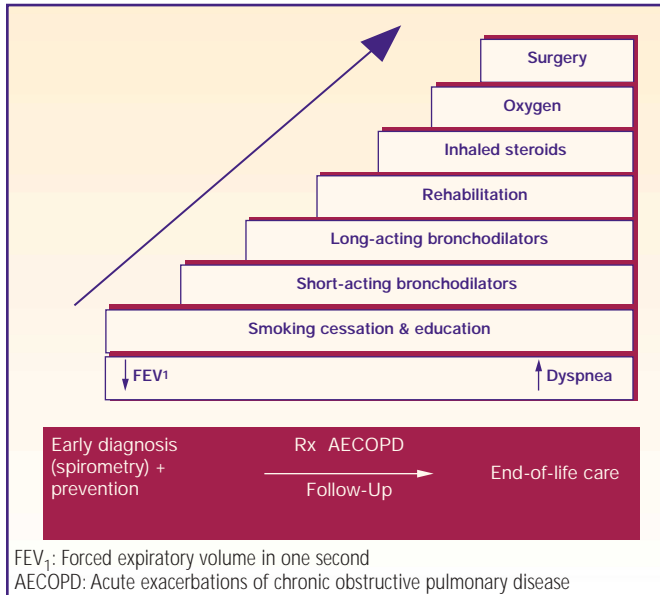 Surgery
Oxygen
Inhaled steroids
Rehabilitation
Long-acting bronchodilators
Short-acting bronchodilators
Smoking cessation & education
↓ FEV1 ↑ Dyspnea
Early diagnosis
(spirometry) +
prevention
Rx AECOPD
Follow-Up
End-of-life care
FEV1: Forced expiratory volume in one second
AECOPD: Acute exacerbations of chronic obstructive pulmonary disease